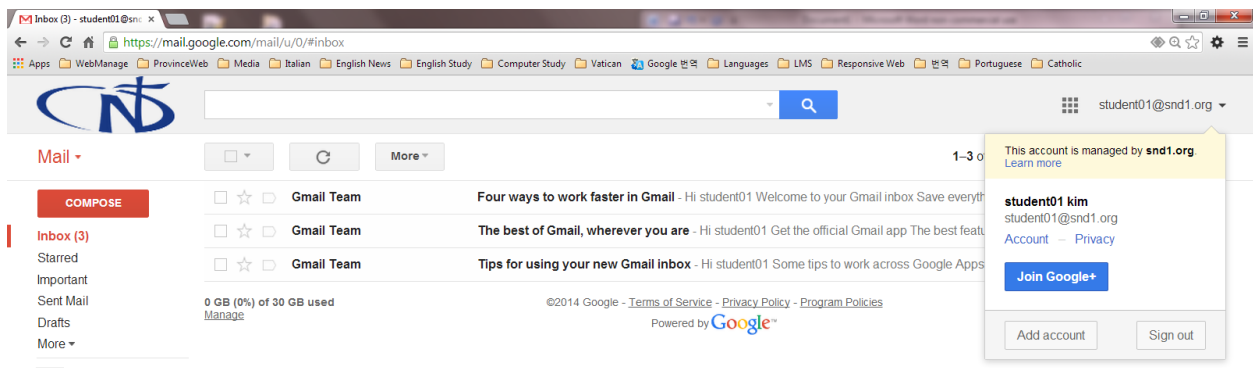 Inbox (3) - student01@snd
https://mail.google.com/mail/u/0/#inbox
Apps WebManage ProvinceWeb Media Italian English News English Study Computer Study Vatican Google 번역 Languages LMS Responsive Web 번역 Portuguese Catholic
student01@snd1.org
Mail
More
1–3 o
This account is managed by snd1.org.
Learn more
student01 kim
student01@snd1.org
Account – Privacy
Join Google+
Add account Sign out
COMPOSE
Inbox (3)
Starred
Important
Sent Mail
Drafts
More
Gmail Team Four ways to work faster in Gmail - Hi student01 Welcome to your Gmail inbox Save everyth
Gmail Team The best of Gmail, wherever you are - Hi student01 Get the official Gmail app The best featu
Gmail Team Tips for using your new Gmail inbox - Hi student01 Some tips to work across Google Apps
0 GB (0%) of 30 GB used
Manage
©2014 Google - Terms of Service - Privacy Policy - Program Policies
Powered by Google™